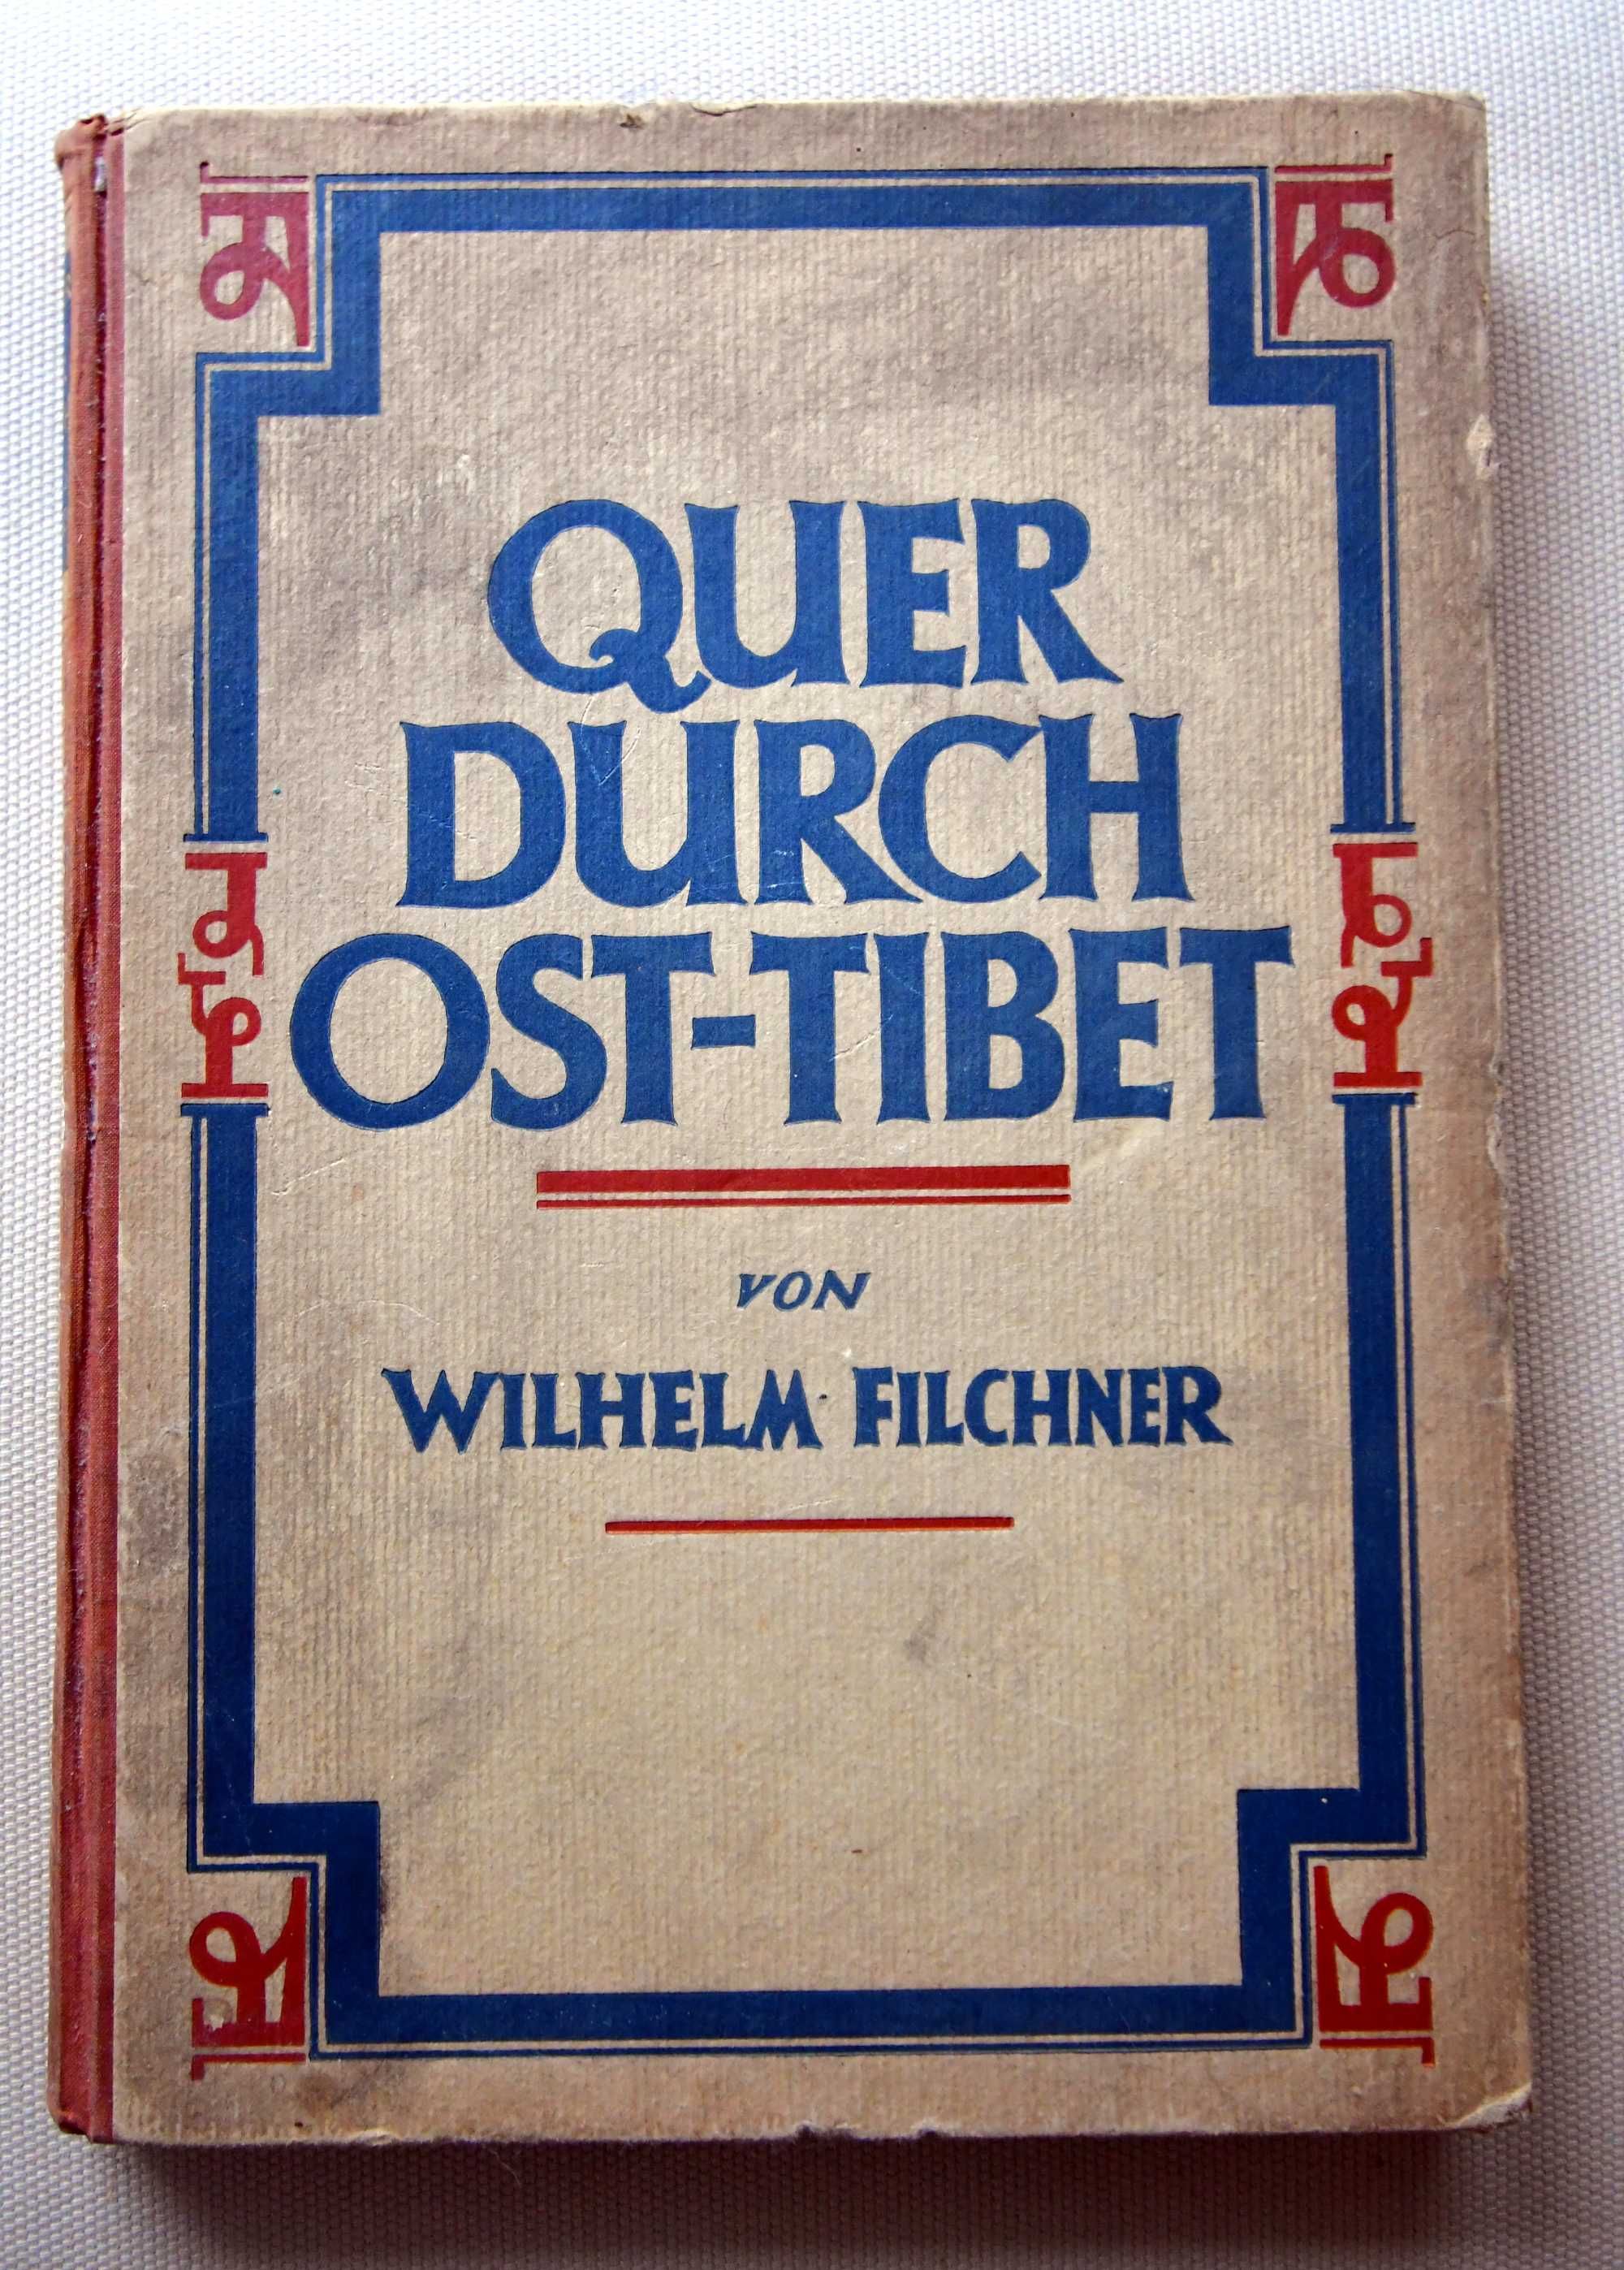 QUER
DURCH
OST-TIBET
VON
WILHELM FILCHNER